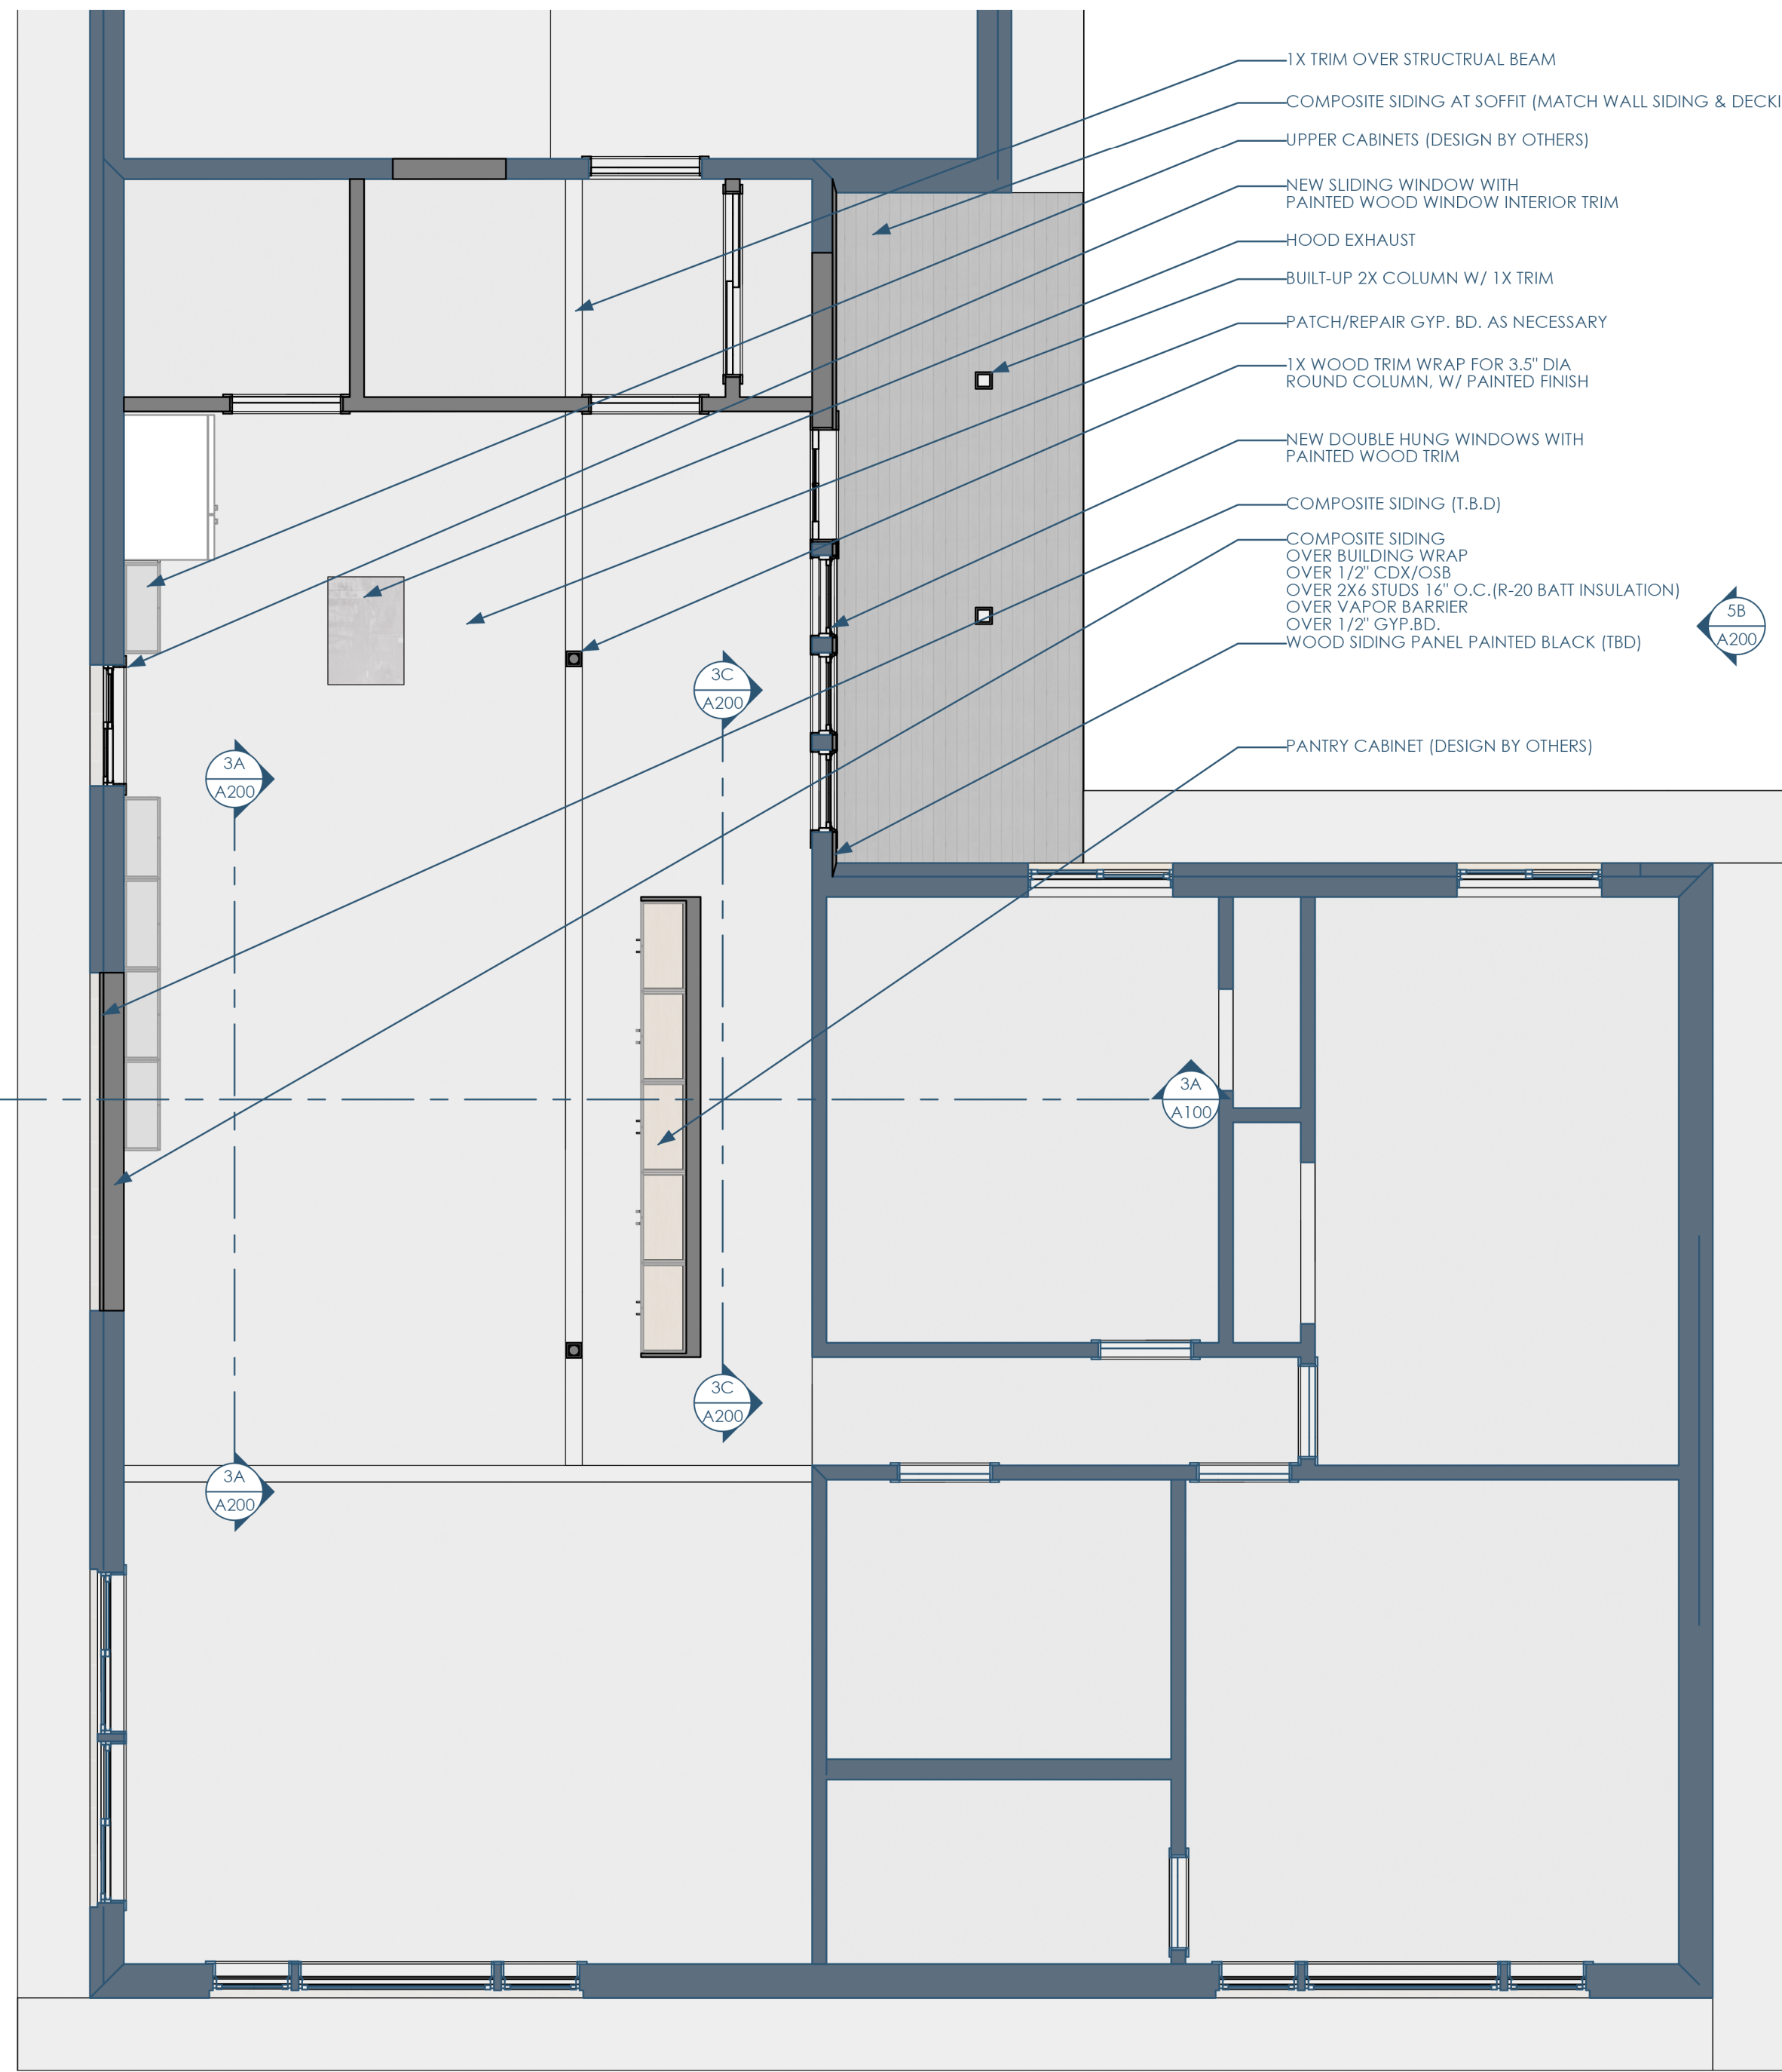 1X TRIM OVER STRUCTRUAL BEAM
COMPOSITE SIDING AT SOFFIT (MATCH WALL SIDING & DECKI
UPPER CABINETS (DESIGN BY OTHERS)
NEW SLIDING WINDOW WITH
PAINTED WOOD WINDOW INTERIOR TRIM
HOOD EXHAUST
BUILT-UP 2X COLUMN W/ 1X TRIM
PATCH/REPAIR GYP. BD. AS NECESSARY
1X WOOD TRIM WRAP FOR 3.5" DIA
ROUND COLUMN, W/ PAINTED FINISH
NEW DOUBLE HUNG WINDOWS WITH
PAINTED WOOD TRIM
COMPOSITE SIDING (T.B.D)
COMPOSITE SIDING
OVER BUILDING WRAP
OVER 1/2" CDX/OSB
OVER 2X6 STUDS 16" O.C.(R-20 BATT INSULATION)
OVER VAPOR BARRIER
OVER 1/2" GYP.BD.
WOOD SIDING PANEL PAINTED BLACK (TBD)
PANTRY CABINET (DESIGN BY OTHERS)
5B
A200
3C
A200
3A
A200
3A
A100
3C
A200
3A
A200